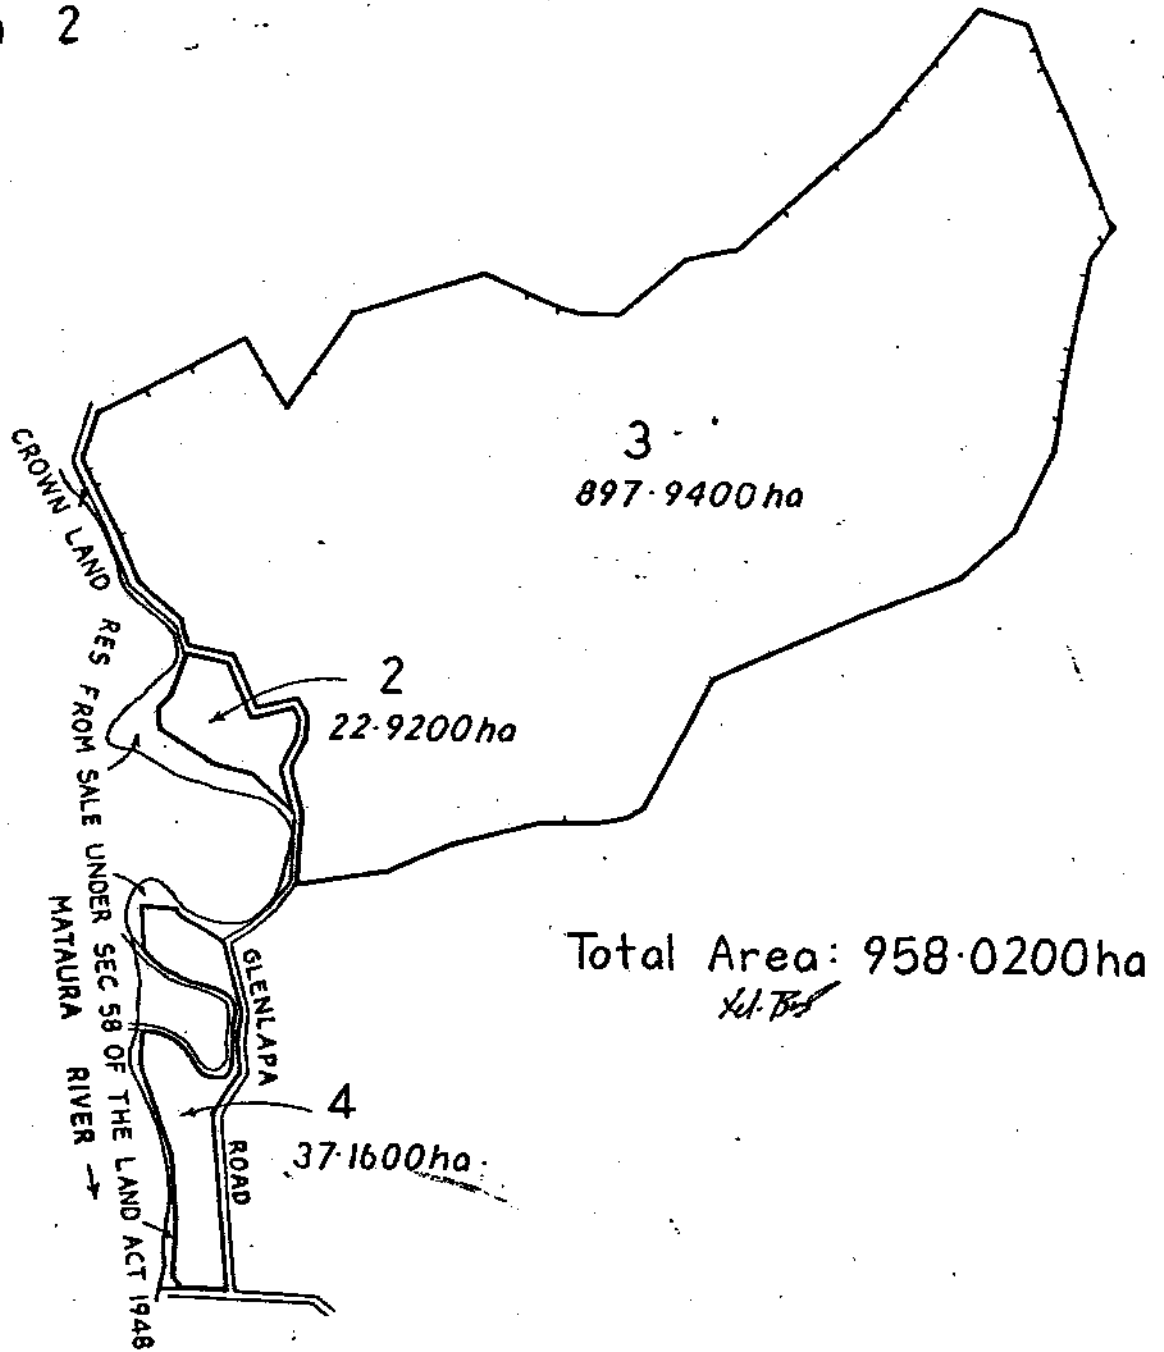 2
3
897·9400ha
2
22·9200ha
CROWN LAND RES FROM SALE UNDER SEC 58 OF THE LAND ACT 1948
MATAURA RIVER →
GLENLAPA ROAD
Total Area: 958·0200ha
4
37·1600ha